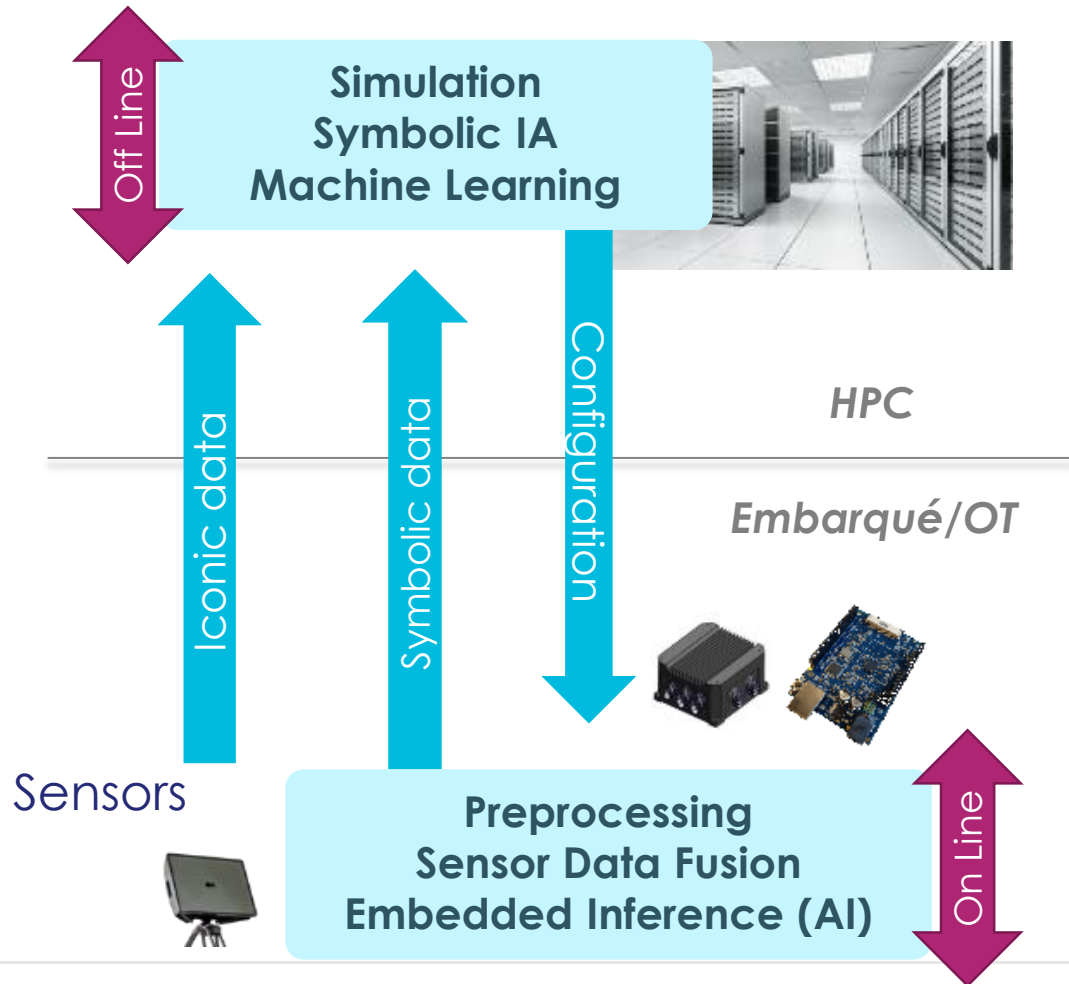 Off Line
Simulation
Symbolic IA
Machine Learning
Iconic data
Symbolic data
Configuration
HPC
Embarqué/OT
Sensors
Preprocessing
Sensor Data Fusion
Embedded Inference (AI)
On Line